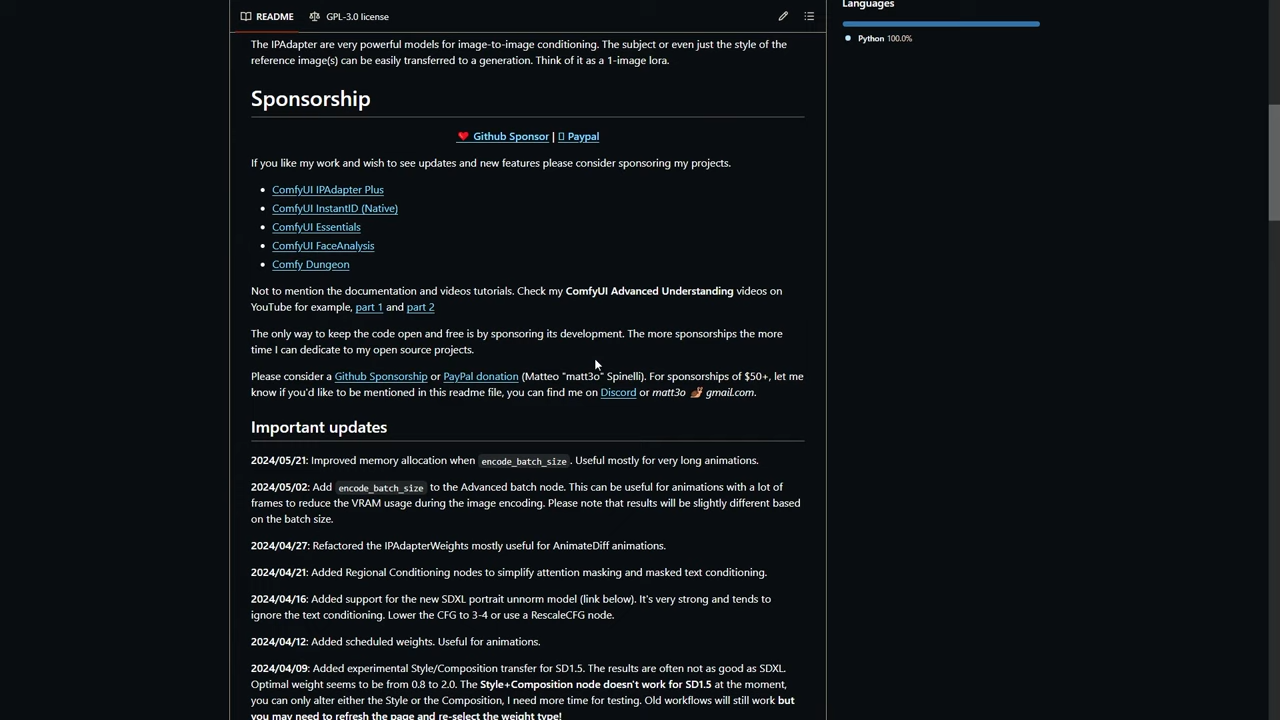 README
GPL-3.0 license
Languages
Python 100.0%
The IPAdapter are very powerful models for image-to-image conditioning. The subject or even just the style of the
reference image(s) can be easily transferred to a generation. Think of it as a 1-image lora.
Sponsorship
Github Sponsor | Paypal
If you like my work and wish to see updates and new features please consider sponsoring my projects.
ComfyUI IPAdapter Plus
ComfyUI InstantID (Native)
ComfyUI Essentials
ComfyUI FaceAnalysis
Comfy Dungeon
Not to mention the documentation and videos tutorials. Check my ComfyUI Advanced Understanding videos on
YouTube for example, part 1 and part 2
The only way to keep the code open and free is by sponsoring its development. The more sponsorships the more
time I can dedicate to my open source projects.
Please consider a Github Sponsorship or PayPal donation (Matteo "matt3o" Spinelli). For sponsorships of $50+, let me
know if you'd like to be mentioned in this readme file, you can find me on Discord or matt3o 🐌 gmail.com.
Important updates
2024/05/21: Improved memory allocation when encode_batch_size. Useful mostly for very long animations.
2024/05/02: Add encode_batch_size to the Advanced batch node. This can be useful for animations with a lot of
frames to reduce the VRAM usage during the image encoding. Please note that results will be slightly different based
on the batch size.
2024/04/27: Refactored the IPAdapterWeights mostly useful for AnimateDiff animations.
2024/04/21: Added Regional Conditioning nodes to simplify attention masking and masked text conditioning.
2024/04/16: Added support for the new SDXL portrait unnorm model (link below). It's very strong and tends to
ignore the text conditioning. Lower the CFG to 3-4 or use a RescaleCFG node.
2024/04/12: Added scheduled weights. Useful for animations.
2024/04/09: Added experimental Style/Composition transfer for SD1.5. The results are often not as good as SDXL.
Optimal weight seems to be from 0.8 to 2.0. The Style+Composition node doesn't work for SD1.5 at the moment,
you can only alter either the Style or the Composition, I need more time for testing. Old workflows will still work but
you may need to refresh the page and re-select the weight type!